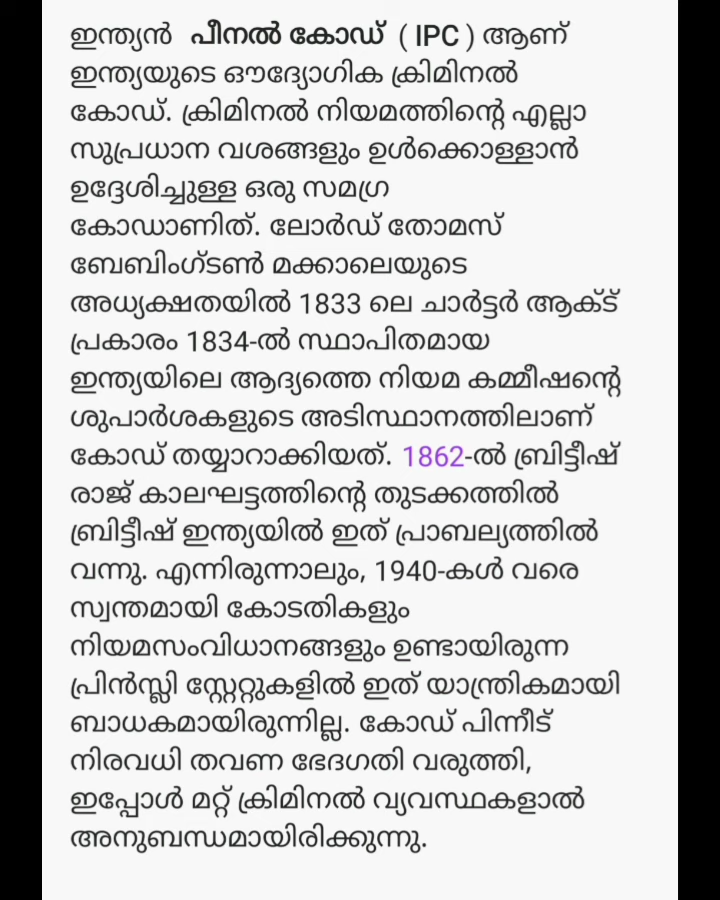 ഇന്ത്യൻ പീനൽ കോഡ് ( IPC ) ആണ്
ഇന്ത്യയുടെ ഔദ്യോഗിക ക്രിമിനൽ
കോഡ്. ക്രിമിനൽ നിയമത്തിന്റെ എല്ലാ
സുപ്രധാന വശങ്ങളും ഉൾക്കൊള്ളാൻ
ഉദ്ദേശിച്ചുള്ള ഒരു സമഗ്ര
കോഡാണിത്. ലോർഡ് തോമസ്
ബേബിംഗ്ടൺ മക്കാലെയുടെ
അധ്യക്ഷതയിൽ 1833 ലെ ചാർട്ടർ ആക്ട്
പ്രകാരം 1834-ൽ സ്ഥാപിതമായ
ഇന്ത്യയിലെ ആദ്യത്തെ നിയമ കമ്മീഷന്റെ
ശുപാർശകളുടെ അടിസ്ഥാനത്തിലാണ്
കോഡ് തയ്യാറാക്കിയത്. 1862-ൽ ബ്രിട്ടീഷ്
രാജ് കാലഘട്ടത്തിന്റെ തുടക്കത്തിൽ
ബ്രിട്ടീഷ് ഇന്ത്യയിൽ ഇത് പ്രാബല്യത്തിൽ
വന്നു. എന്നിരുന്നാലും, 1940-കൾ വരെ
സ്വന്തമായി കോടതികളും
നിയമസംവിധാനങ്ങളും ഉണ്ടായിരുന്ന
പ്രിൻസ്ലി സ്റ്റേറ്റുകളിൽ ഇത് യാന്ത്രികമായി
ബാധകമായിരുന്നില്ല. കോഡ് പിന്നീട്
നിരവധി തവണ ഭേദഗതി വരുത്തി,
ഇപ്പോൾ മറ്റ് ക്രിമിനൽ വ്യവസ്ഥകളാൽ
അനുബന്ധമായിരിക്കുന്നു.